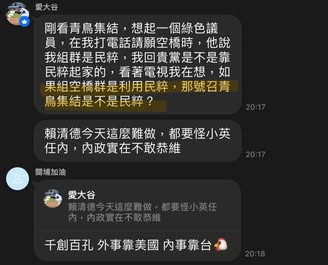 愛大谷
剛看青鳥集結，想起一個綠色議
員，在我打電話請願空橋時，他說
我組群是民粹，我回貴黨是不是靠
民粹起家的，看著電視我在想，如
果組空橋群是利用民粹，那號召青
鳥集結是不是民粹？
20:17
賴清德今天這麼難做，都要怪小英
任內，內政實在不敢恭維
20:17
關埔加油
愛大谷
賴清德今天這麼難做，都要怪小英任
內，內政實在不敢恭維
千創百孔 外事靠美國 內事靠台🐔
20:18